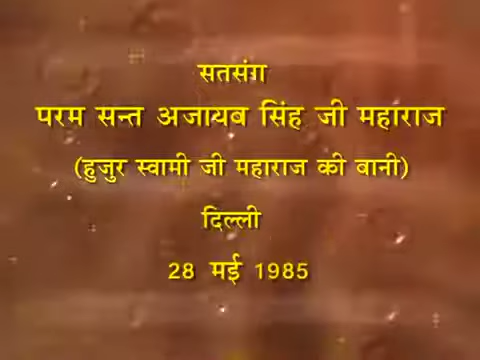 सतसंग
परम सन्त अजायब सिंह जी महाराज
(हुजुर स्वामी जी महाराज की बानी)
दिल्ली
28 मई 1985